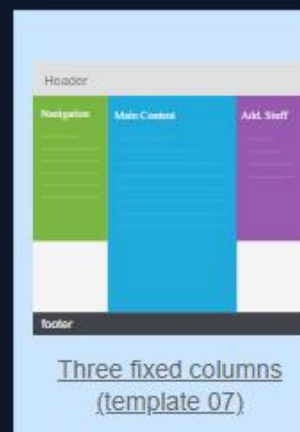 Header
Navigation Main Content Add. Stuff
footer
Three fixed columns
(template 07)